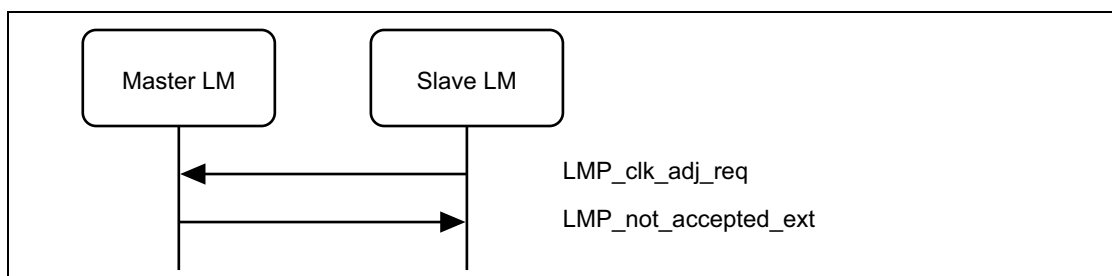 Master LM
Slave LM
LMP_clk_adj_req
LMP_not_accepted_ext